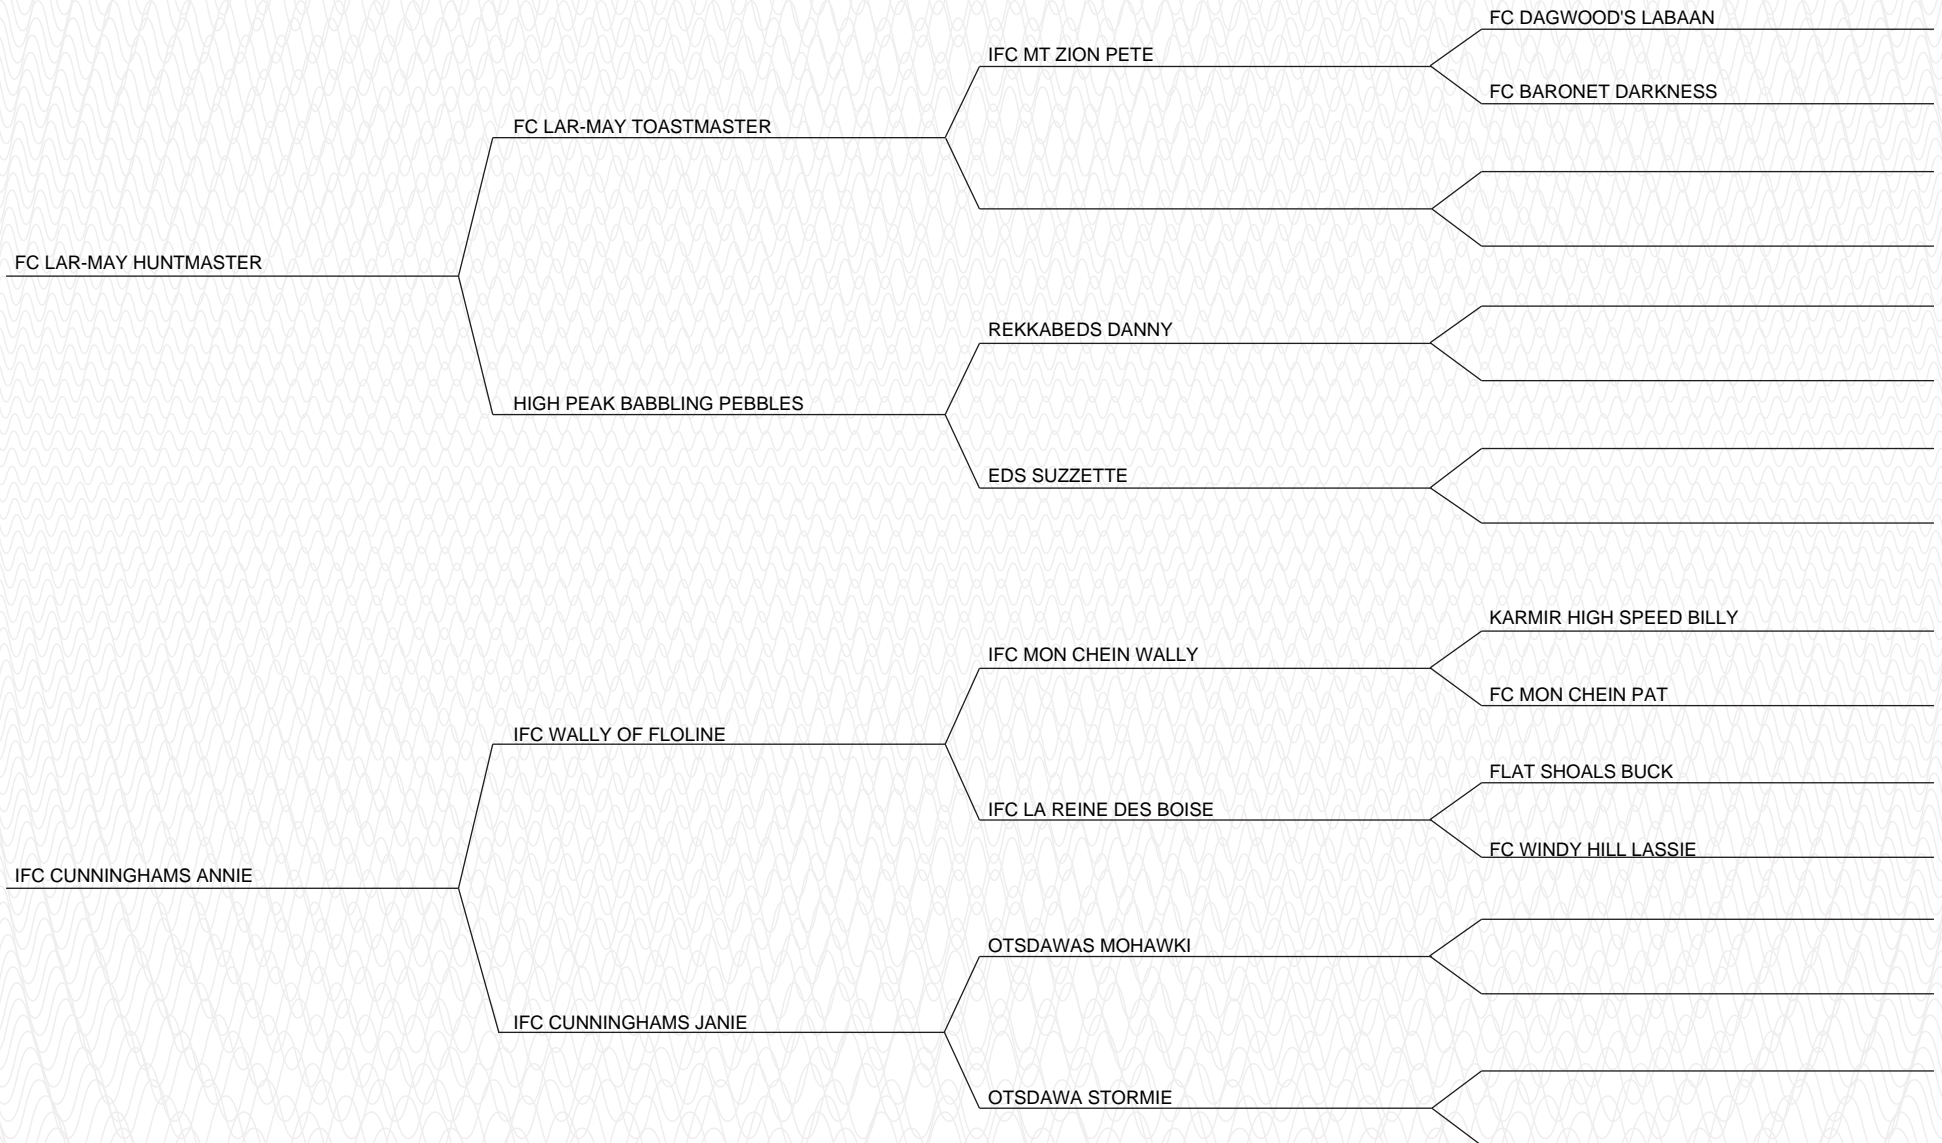 FC DAGWOOD'S LABAAN
IFC MT ZION PETE
FC BARONET DARKNESS
FC LAR-MAY TOASTMASTER
FC LAR-MAY HUNTMASTER
REKKABEDS DANNY
HIGH PEAK BABBLING PEBBLES
EDS SUZZETTE
KARMIR HIGH SPEED BILLY
IFC MON CHEIN WALLY
FC MON CHEIN PAT
IFC WALLY OF FLOLINE
FLAT SHOALS BUCK
IFC LA REINE DES BOISE
FC WINDY HILL LASSIE
IFC CUNNINGHAMS ANNIE
OTSDAWAS MOHAWKI
IFC CUNNINGHAMS JANIE
OTSDAWA STORMIE